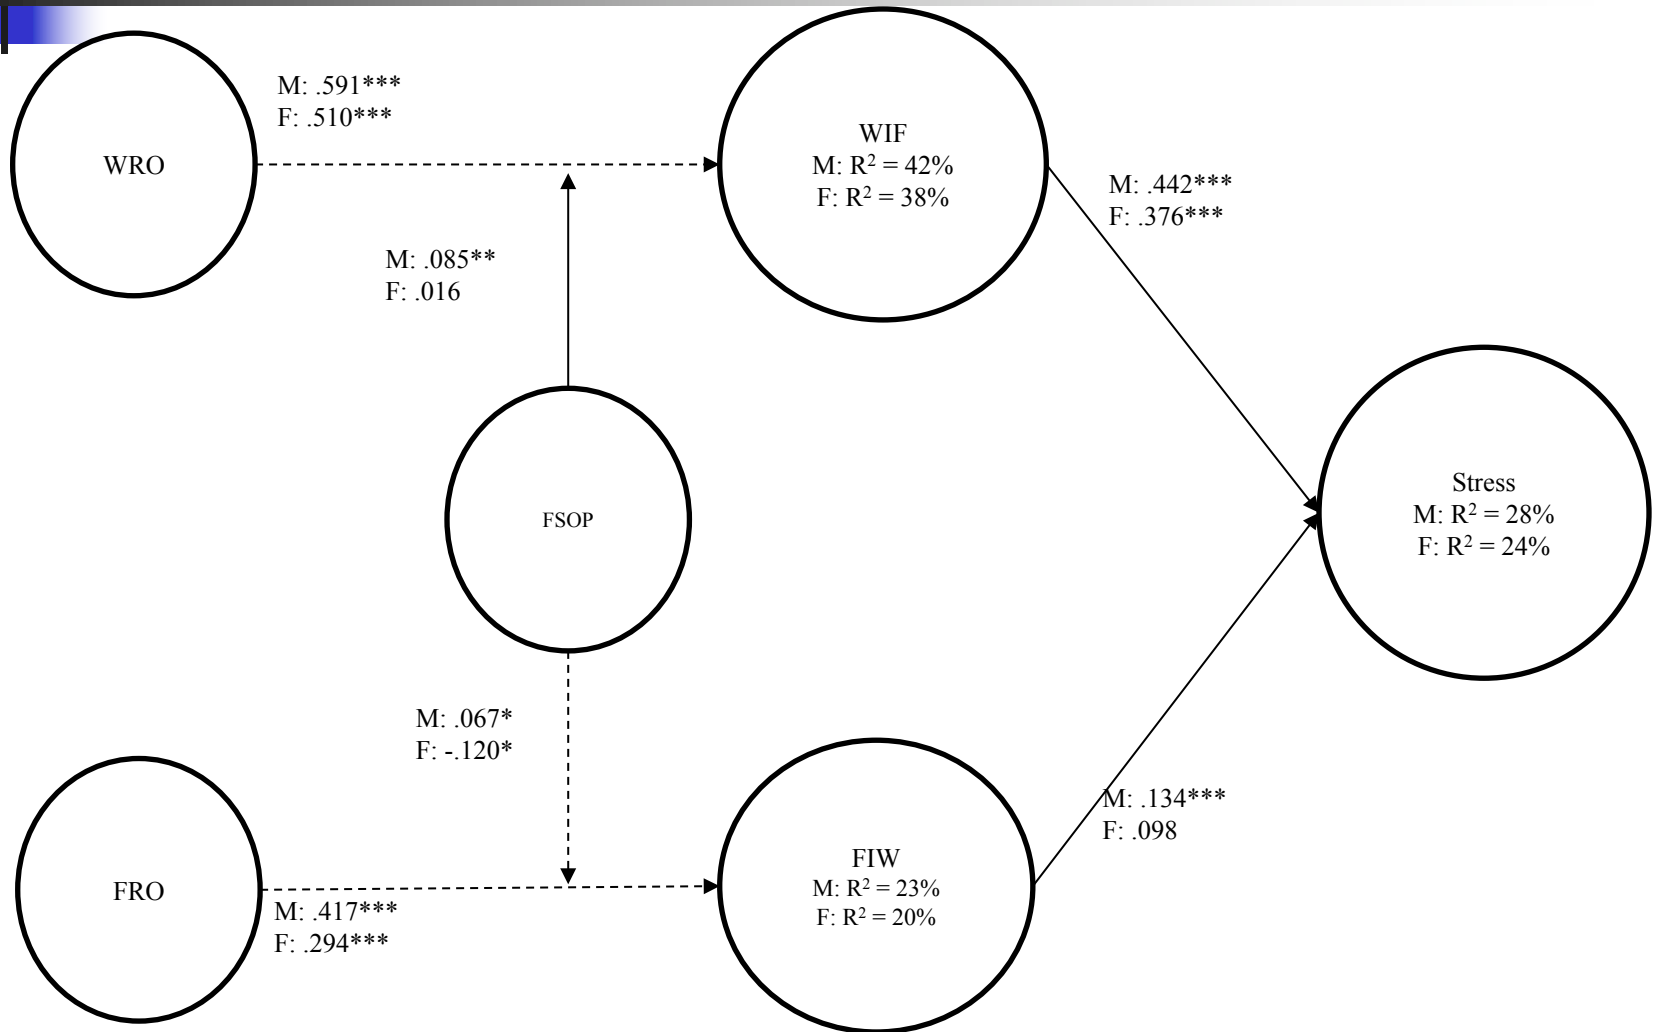 M: .591***
F: .510***
WRO
WIF
M: R² = 42%
F: R² = 38%
M: .442***
F: .376***
M: .085**
F: .016
FSOP
Stress
M: R² = 28%
F: R² = 24%
M: .067*
F: -.120*
M: .134***
F: .098
FRO
M: .417***
F: .294***
FIW
M: R² = 23%
F: R² = 20%